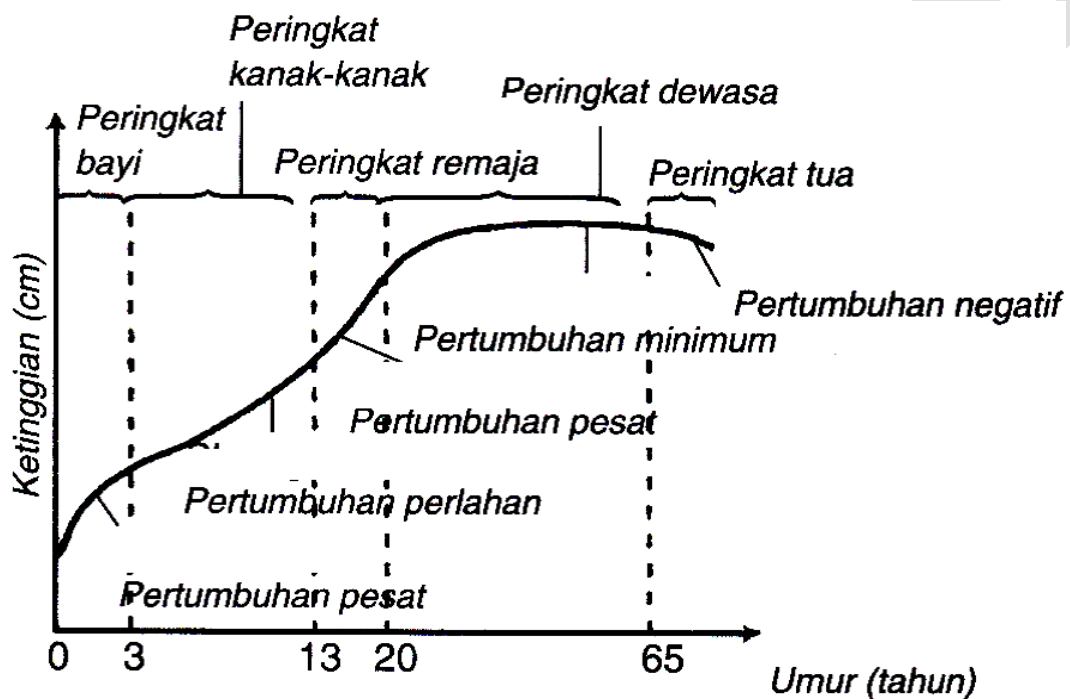 Peringkat
kanak-kanak
Peringkat dewasa
Peringkat
bayi
Peringkat remaja
Peringkat tua
Ketinggian (cm)
Pertumbuhan negatif
Pertumbuhan minimum
Pertumbuhan pesat
Pertumbuhan perlahan
Pertumbuhan pesat
0 3 13 20 65
Umur (tahun)